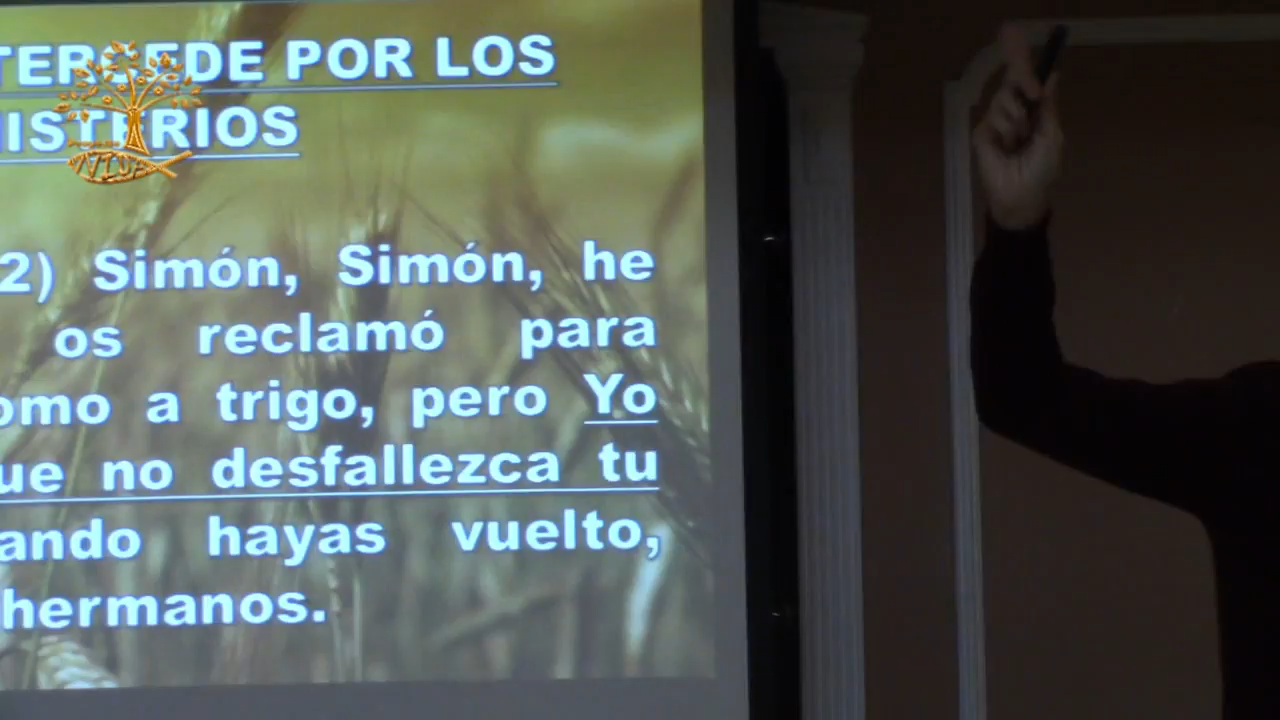 TERCEDE POR LOS
NISTERIOS
2) Simón, Simón, he
os reclamó para
omo a trigo, pero Yo
ue no desfallezca tu
ando hayas vuelto,
hermanos.